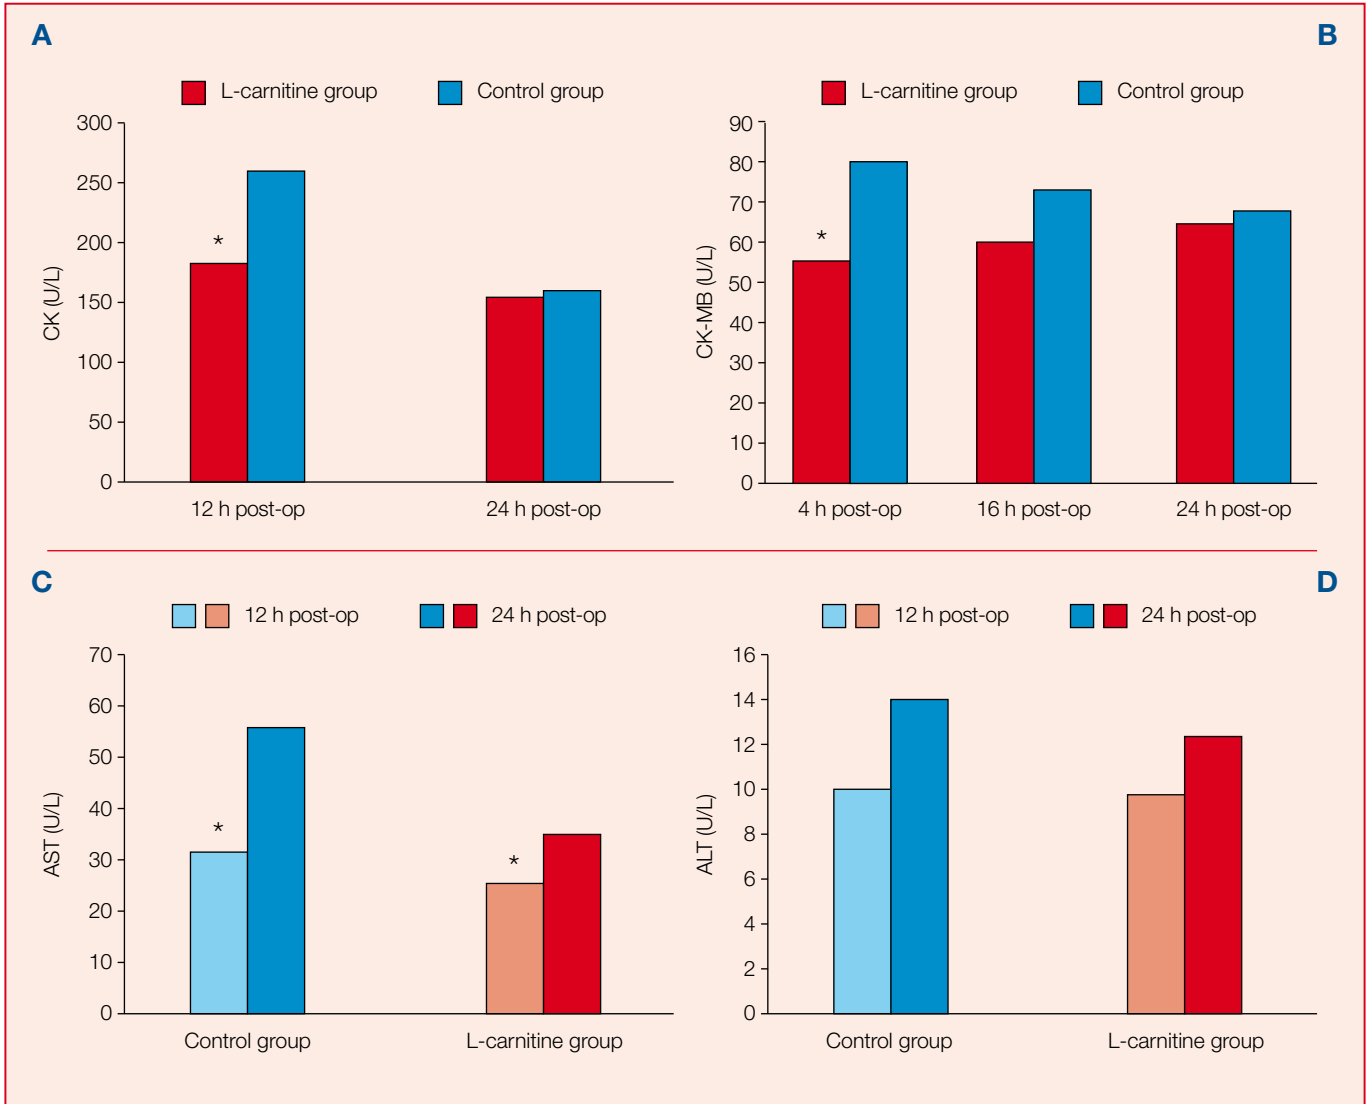 A
B
L-carnitine group Control group
CK (U/L)
300
250
200
150
100
50
0
*
12 h post-op 24 h post-op
L-carnitine group Control group
CK-MB (U/L)
90
80
70
60
50
40
30
20
10
0
*
4 h post-op 16 h post-op 24 h post-op
C
D
12 h post-op 24 h post-op
AST (U/L)
70
60
50
40
30
20
10
0
*
*
Control group L-carnitine group
12 h post-op 24 h post-op
ALT (U/L)
16
14
12
10
8
6
4
2
0
Control group L-carnitine group